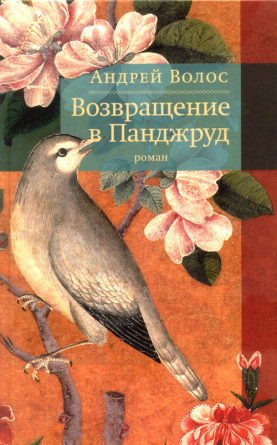 Андрей Волос
Возвращение
в Панджруд
роман